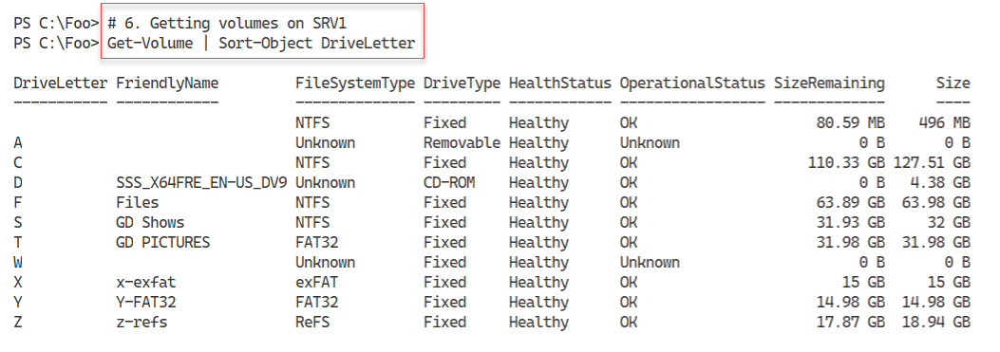 PS C:\Foo> # 6. Getting volumes on SRV1
PS C:\Foo> Get-Volume | Sort-Object DriveLetter
DriveLetter FriendlyName FileSystemType DriveType HealthStatus OperationalStatus SizeRemaining Size
----------- ------------ -------------- --------- ------------ ----------------- ------------- ----
NTFS Fixed Healthy OK 80.59 MB 496 MB
A Unknown Removable Healthy Unknown 0 B 0 B
C NTFS Fixed Healthy OK 110.33 GB 127.51 GB
D SSS_X64FRE_EN-US_DV9 Unknown CD-ROM Healthy OK 0 B 4.38 GB
F Files NTFS Fixed Healthy OK 63.89 GB 63.98 GB
S GD Shows NTFS Fixed Healthy OK 31.93 GB 32 GB
T GD PICTURES FAT32 Fixed Healthy OK 31.98 GB 31.98 GB
W Unknown Fixed Healthy Unknown 0 B 0 B
X x-exfat exFAT Fixed Healthy OK 15 GB 15 GB
Y Y-FAT32 FAT32 Fixed Healthy OK 14.98 GB 14.98 GB
Z z-refs ReFS Fixed Healthy OK 17.87 GB 18.94 GB